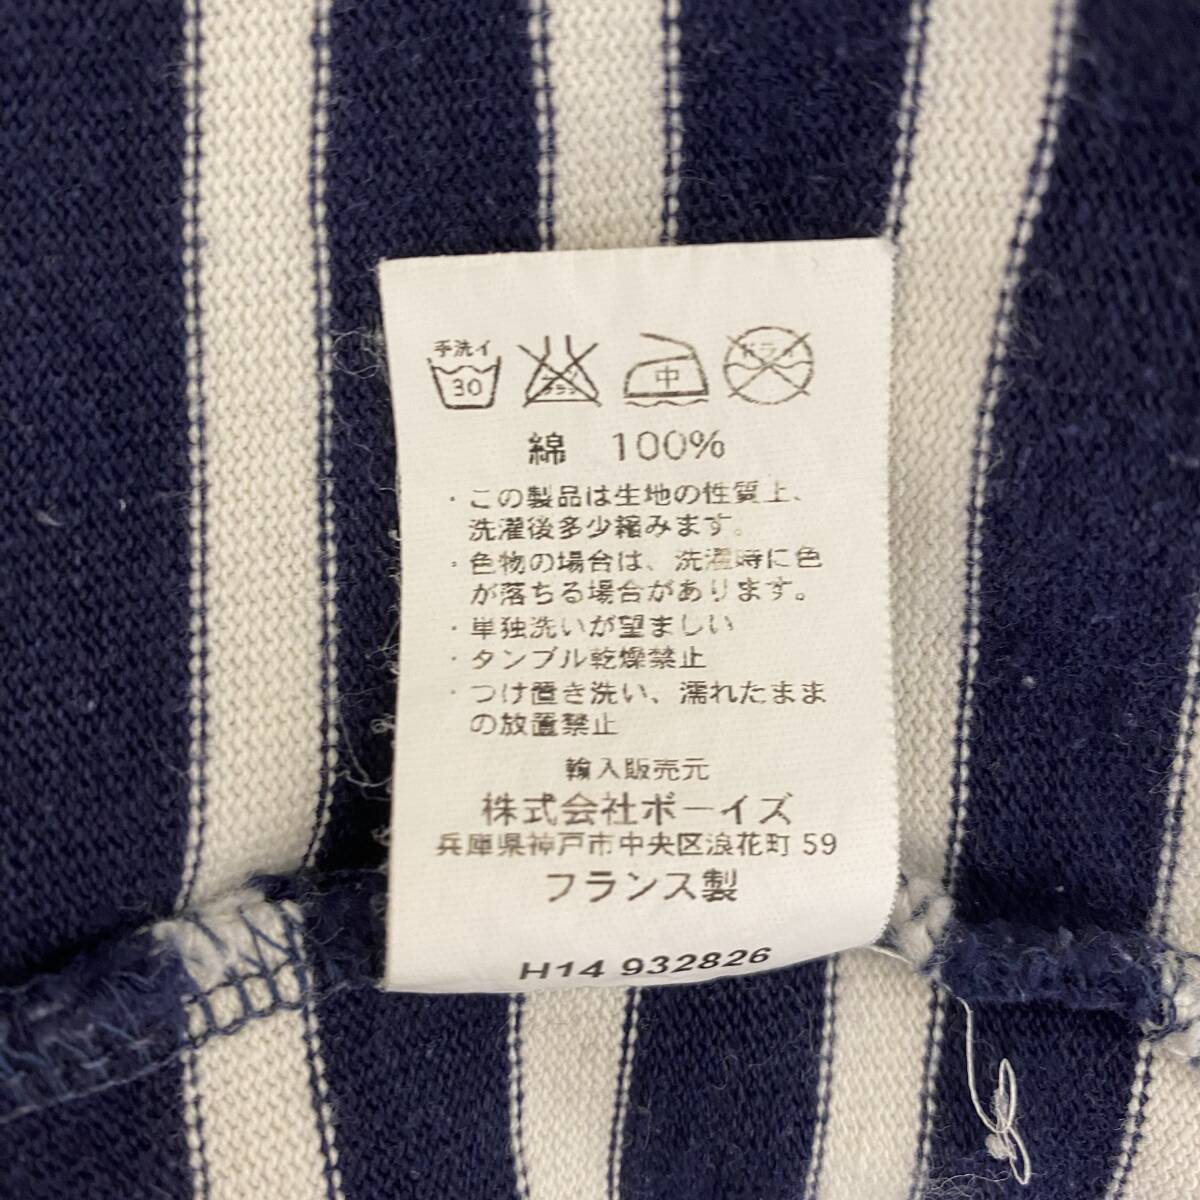 手洗イ
30
中
綿 100%
・この製品は生地の性質上、
洗濯後多少縮みます。
・色物の場合は、洗濯時に色
が落ちる場合があります。
・単独洗いが望ましい
・タンブル乾燥禁止
・つけ置き洗い、濡れたまま
の放置禁止
輸入販売元
株式会社ボーイズ
兵庫県神戸市中央区浪花町 59
フランス製
H14 932826